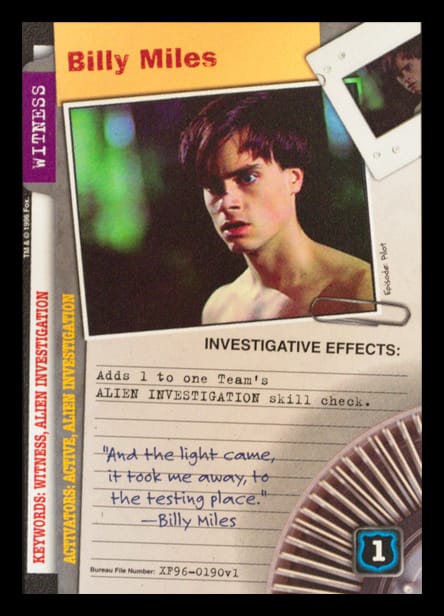 Billy Miles
WITNESS
TM & © 1996 Fox.
Episode: Pilot
KEYWORDS: WITNESS, ALIEN INVESTIGATION
ACTIVATORS: ACTIVE, ALIEN INVESTIGATION
INVESTIGATIVE EFFECTS:
Adds 1 to one Team's
ALIEN INVESTIGATION skill check.
"And the light came,
it took me away, to
the testing place."
—Billy Miles
Bureau File Number: XF96-0190v1
1